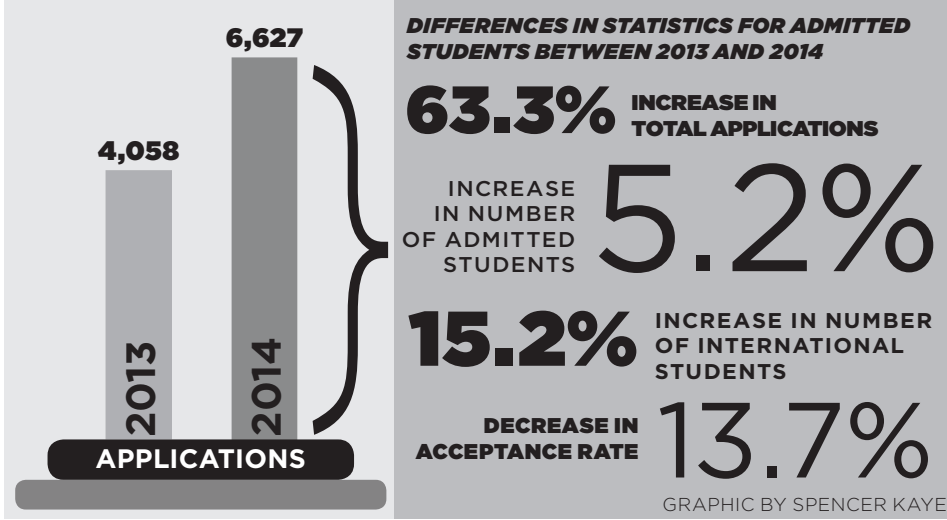 6,627
4,058
2013
2014
APPLICATIONS
DIFFERENCES IN STATISTICS FOR ADMITTED
STUDENTS BETWEEN 2013 AND 2014
63.3%
INCREASE IN
TOTAL APPLICATIONS
INCREASE
IN NUMBER
OF ADMITTED
STUDENTS
5.2%
15.2%
INCREASE IN NUMBER
OF INTERNATIONAL
STUDENTS
DECREASE IN
ACCEPTANCE RATE
13.7%
GRAPHIC BY SPENCER KAYE